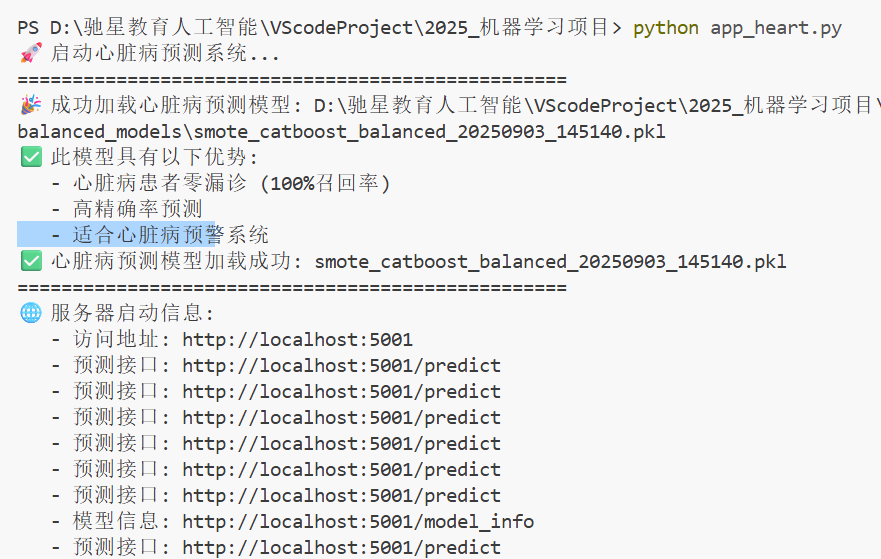 PS D:\驰星教育人工智能\VScodeProject\2025_机器学习项目> python app_heart.py
🚀 启动心脏病预测系统...
==================================================
🎉 成功加载心脏病预测模型: D:\驰星教育人工智能\VScodeProject\2025_机器学习项目\
balanced_models\smote_catboost_balanced_20250903_145140.pkl
✅ 此模型具有以下优势:
- 心脏病患者零漏诊 (100%召回率)
- 高精确率预测
- 适合心脏病预警系统
✅ 心脏病预测模型加载成功: smote_catboost_balanced_20250903_145140.pkl
==================================================
🌐 服务器启动信息:
- 访问地址: http://localhost:5001
- 预测接口: http://localhost:5001/predict
- 预测接口: http://localhost:5001/predict
- 预测接口: http://localhost:5001/predict
- 预测接口: http://localhost:5001/predict
- 预测接口: http://localhost:5001/predict
- 预测接口: http://localhost:5001/predict
- 模型信息: http://localhost:5001/model_info
- 预测接口: http://localhost:5001/predict